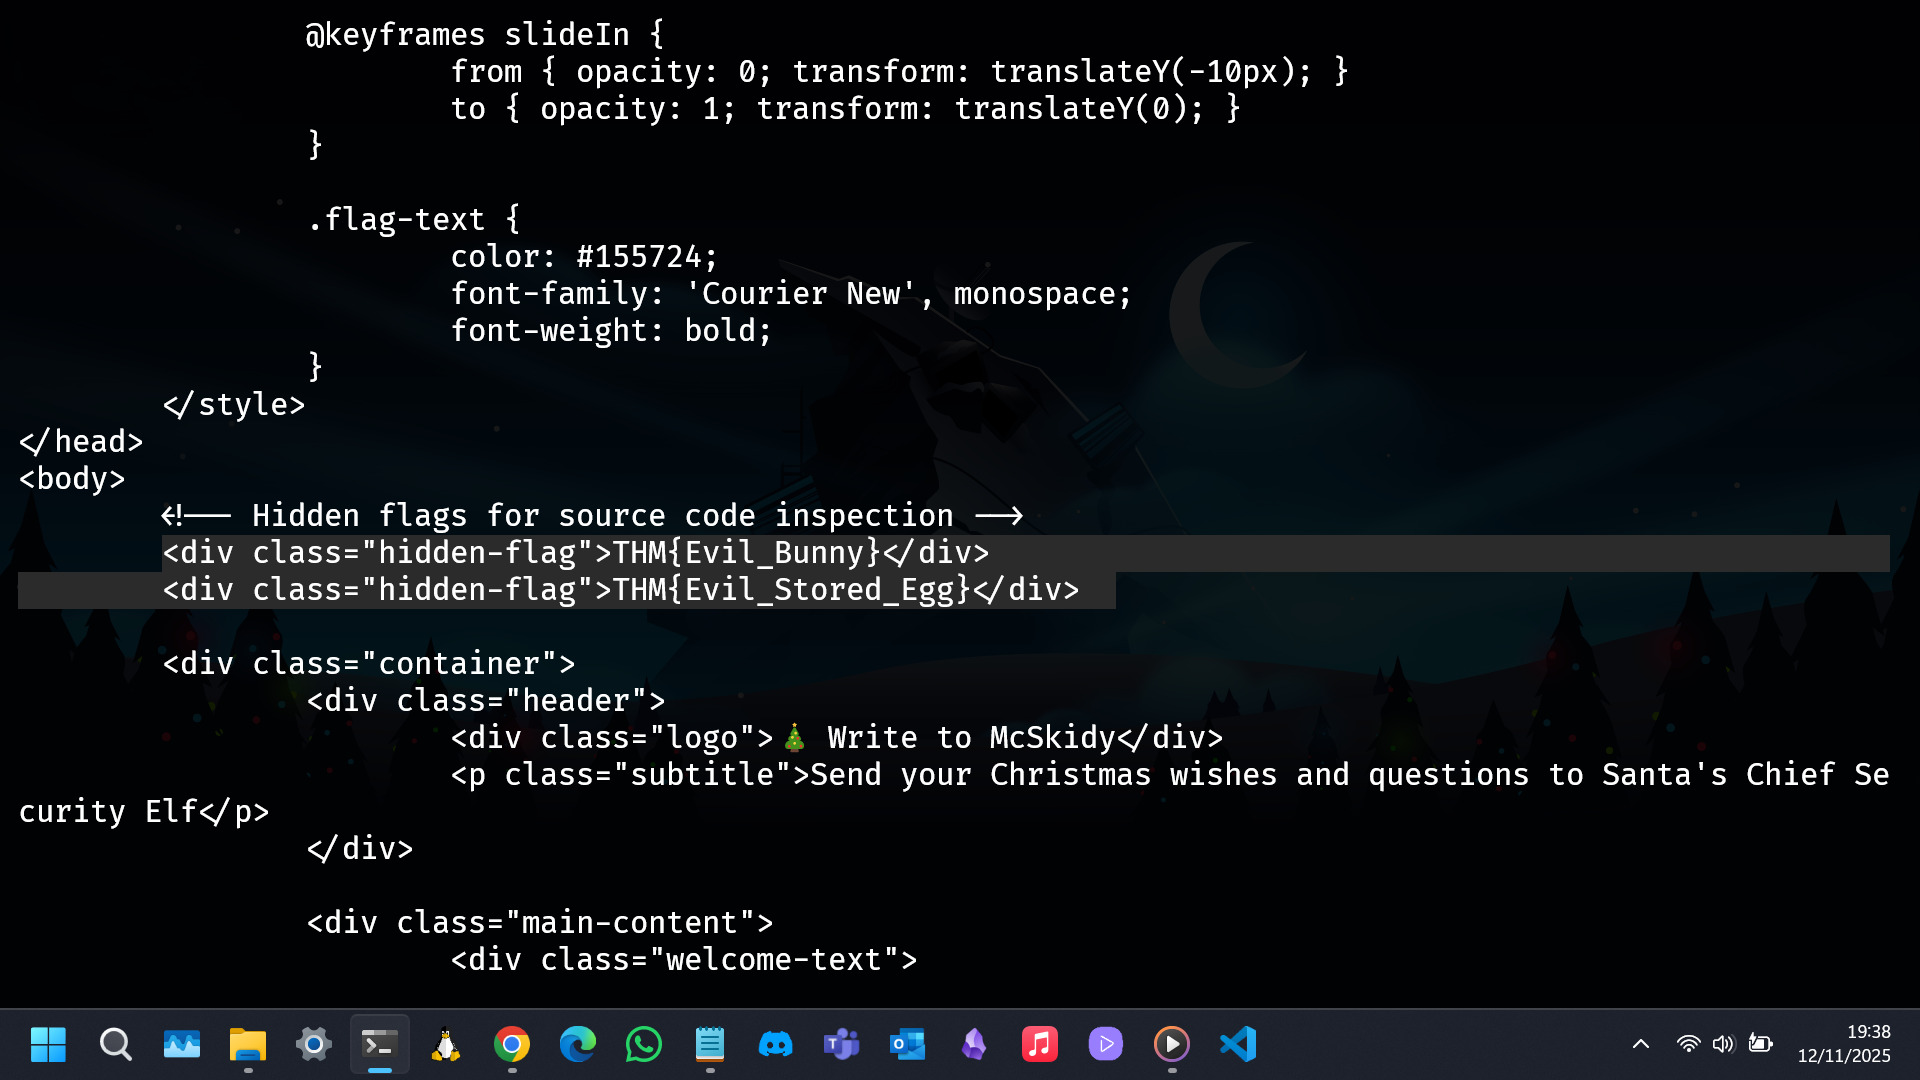 @keyframes slideIn {
from { opacity: 0; transform: translateY(-10px); }
to { opacity: 1; transform: translateY(0); }
}
.flag-text {
color: #155724;
font-family: 'Courier New', monospace;
font-weight: bold;
}
</style>
</head>
<body>
<!-- Hidden flags for source code inspection -->
<div class="hidden-flag">THM{Evil_Bunny}</div>
<div class="hidden-flag">THM{Evil_Stored_Egg}</div>
<div class="container">
<div class="header">
<div class="logo">🎄 Write to McSkidy</div>
<p class="subtitle">Send your Christmas wishes and questions to Santa's Chief Se
curity Elf</p>
</div>
<div class="main-content">
<div class="welcome-text">
19:38
12/11/2025